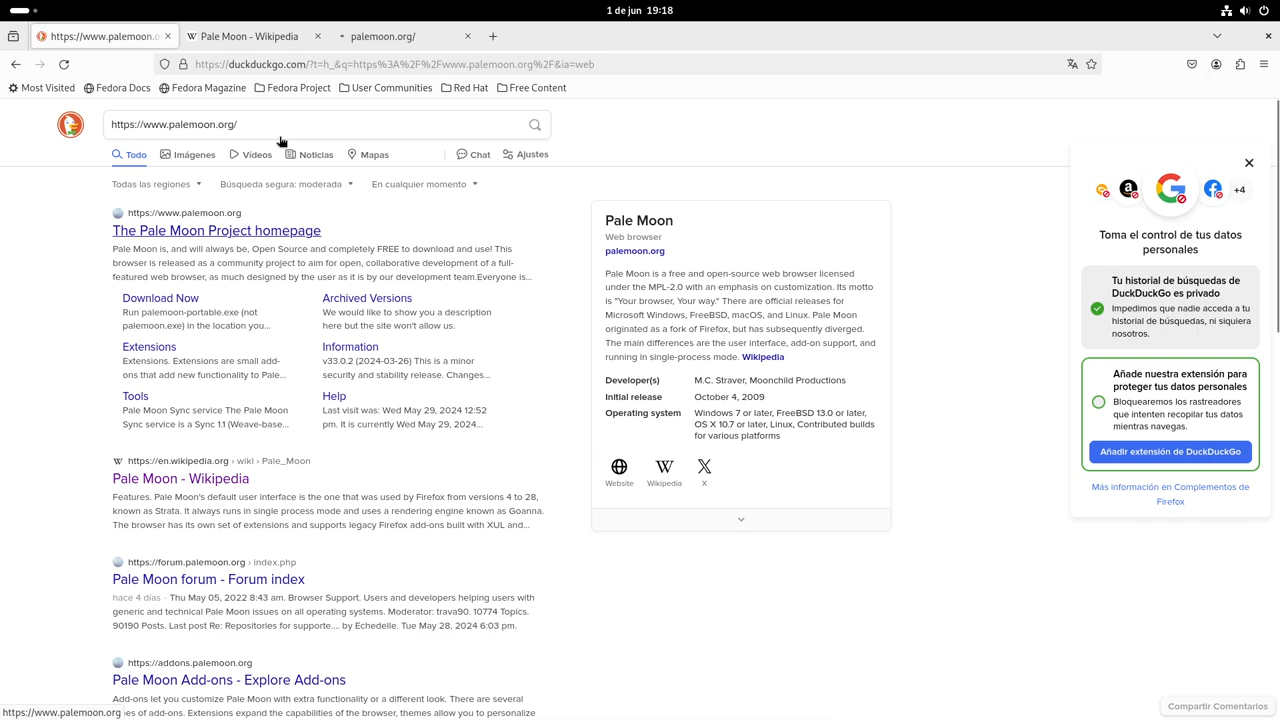 1 de jun 19:18
https://www.palemoon.o
Pale Moon - Wikipedia
palemoon.org/
https://duckduckgo.com/?t=h_&q=https%3A%2F%2Fwww.palemoon.org%2F&ia=web
Most Visited Fedora Docs Fedora Magazine Fedora Project User Communities Red Hat Free Content
https://www.palemoon.org/
Todo Imágenes Vídeos Noticias Mapas Chat Ajustes
Todas las regiones Búsqueda segura: moderada En cualquier momento
https://www.palemoon.org
The Pale Moon Project homepage
Pale Moon is, and will always be, Open Source and completely FREE to download and use! This
browser is released as a community project to aim for open, collaborative development of a full-
featured web browser, as much designed by the user as it is by our development team.Everyone is...
Download Now
Run palemoon-portable.exe (not
palemoon.exe) in the location you...
Archived Versions
We would like to show you a description
here but the site won't allow us.
Extensions
Extensions. Extensions are small add-
ons that add new functionality to Pale...
Information
v33.0.2 (2024-03-26) This is a minor
security and stability release. Changes...
Tools
Pale Moon Sync service The Pale Moon
Sync service is a Sync 1.1 (Weave-base...
Help
Last visit was: Wed May 29, 2024 12:52
pm. It is currently Wed May 29, 2024...
https://en.wikipedia.org › wiki › Pale_Moon
Pale Moon - Wikipedia
Features. Pale Moon's default user interface is the one that was used by Firefox from versions 4 to 28,
known as Strata. It always runs in single process mode and uses a rendering engine known as Goanna.
The browser has its own set of extensions and supports legacy Firefox add-ons built with XUL and...
https://forum.palemoon.org › index.php
Pale Moon forum - Forum index
hace 4 días · Thu May 05, 2022 8:43 am. Browser Support. Users and developers helping users with
generic and technical Pale Moon issues on all operating systems. Moderator: trava90. 10774 Topics.
90190 Posts. Last post Re: Repositories for supporte.... by Echedelle. Tue May 28, 2024 6:03 pm.
https://addons.palemoon.org
Pale Moon Add-ons - Explore Add-ons
Add-ons let you customize Pale Moon with extra functionality or a different look. There are several
es of add-ons. Extensions expand the capabilities of the browser, themes allow you to personalize
https://www.palemoon.org
Pale Moon
Web browser
palemoon.org
Pale Moon is a free and open-source web browser licensed
under the MPL-2.0 with an emphasis on customization. Its motto
is "Your browser, Your way." There are official releases for
Microsoft Windows, FreeBSD, macOS, and Linux. Pale Moon
originated as a fork of Firefox, but has subsequently diverged.
The main differences are the user interface, add-on support, and
running in single-process mode. Wikipedia
Developer(s) M.C. Straver, Moonchild Productions
Initial release October 4, 2009
Operating system Windows 7 or later, FreeBSD 13.0 or later,
OS X 10.7 or later, Linux, Contributed builds
for various platforms
Website Wikipedia X
+4
Toma el control de tu datos
personales
Tu historial de búsquedas de
DuckDuckGo es privado
Impedimos que nadie acceda a tu
historial de búsquedas, ni siquiera
nosotros.
Añade nuestra extensión para
proteger tus datos personales
Bloquearemos los rastreadores
que intenten recopilar tus datos
mientras navegas.
Añadir extensión de DuckDuckGo
Más información en Complementos de
Firefox
Compartir Comentarios